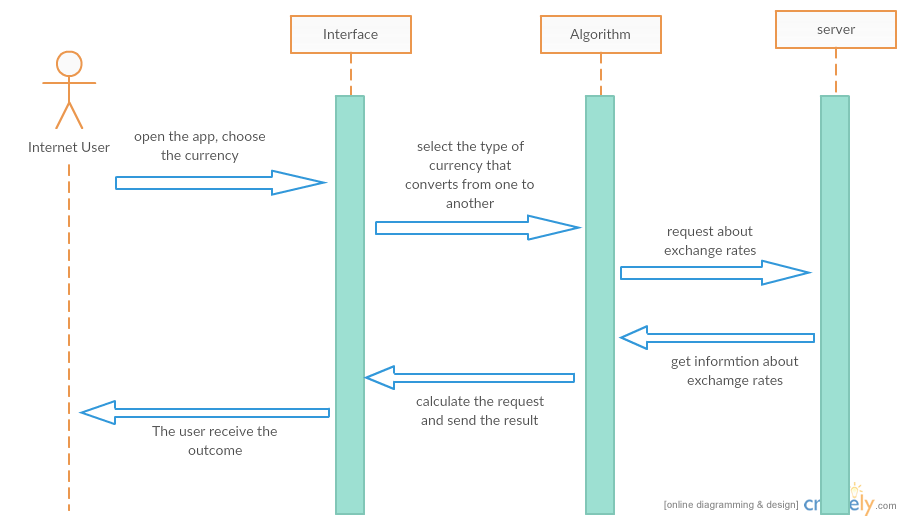 Interface
Algorithm
server
Internet User
open the app, choose
the currency
select the type of
currency that
converts from one to
another
request about
exchange rates
get informtion about
exchamge rates
calculate the request
and send the result
The user receive the
outcome
[online diagramming & design]
.com